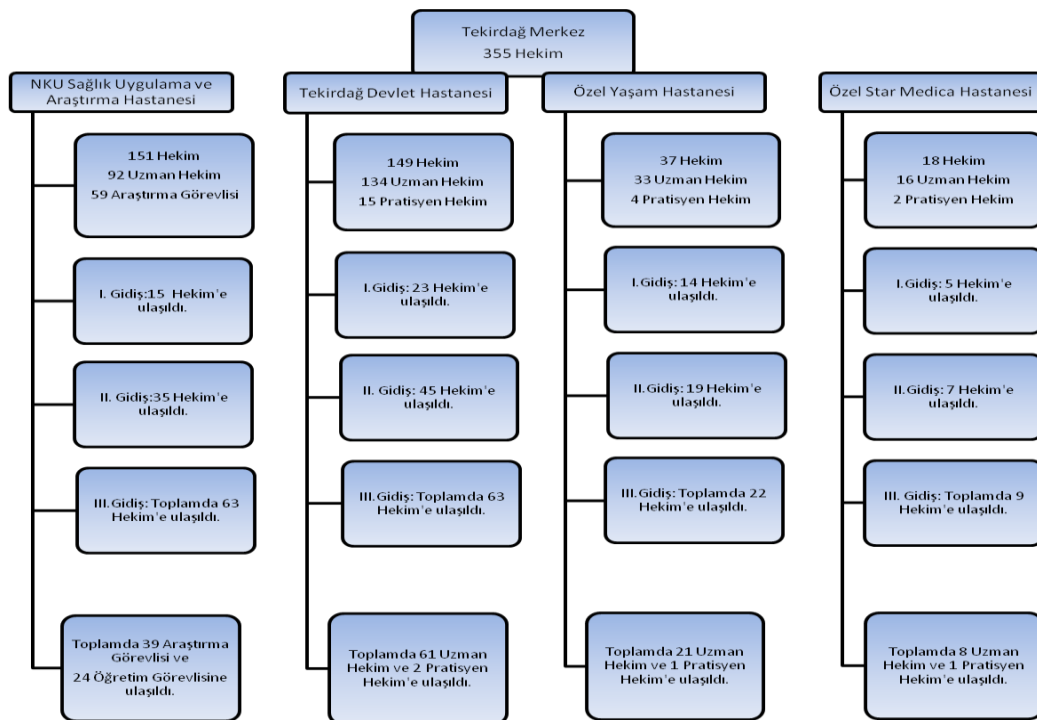 Tekirdağ Merkez
355 Hekim
NKU Sağlık Uygulama ve
Araştırma Hastanesi
151 Hekim
92 Uzman Hekim
59 Araştırma Görevlisi
I. Gidiş:15 Hekim'e
ulaşıldı.
II. Gidiş:35 Hekim'e
ulaşıldı.
III.Gidiş: Toplamda 63
Hekim'e ulaşıldı.
Toplamda 39 Araştırma
Görevlisi ve
24 Öğretim Görevlisine
ulaşıldı.
Tekirdağ Devlet Hastanesi
149 Hekim
134 Uzman Hekim
15 Pratisyen Hekim
I.Gidiş: 23 Hekim'e
ulaşıldı.
II. Gidiş: 45 Hekim'e
ulaşıldı.
III.Gidiş: Toplamda 63
Hekim'e ulaşıldı.
Toplamda 61 Uzman
Hekim ve 2 Pratisyen
Hekim'e ulaşıldı.
Özel Yaşam Hastanesi
37 Hekim
33 Uzman Hekim
4 Pratisyen Hekim
I.Gidiş: 14 Hekim'e
ulaşıldı.
II.Gidiş: 19 Hekim'e
ulaşıldı.
III.Gidiş: Toplamda 22
Hekim'e ulaşıldı.
Toplamda 21 Uzman
Hekim ve 1 Pratisyen
Hekim'e ulaşıldı.
Özel Star Medica Hastanesi
18 Hekim
16 Uzman Hekim
2 Pratisyen Hekim
I.Gidiş: 5 Hekim'e
ulaşıldı.
II.Gidiş: 7 Hekim'e
ulaşıldı.
III. Gidiş: Toplamda 9
Hekim'e ulaşıldı.
Toplamda 8 Uzman
Hekim ve 1 Pratisyen
Hekim'e ulaşıldı.